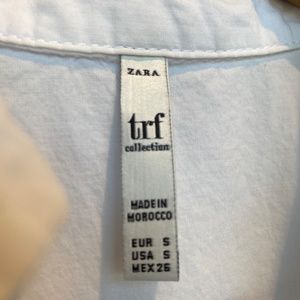 ZARA
trf
collection
MADE IN
MOROCCO
EUR S
USA S
MEX 26